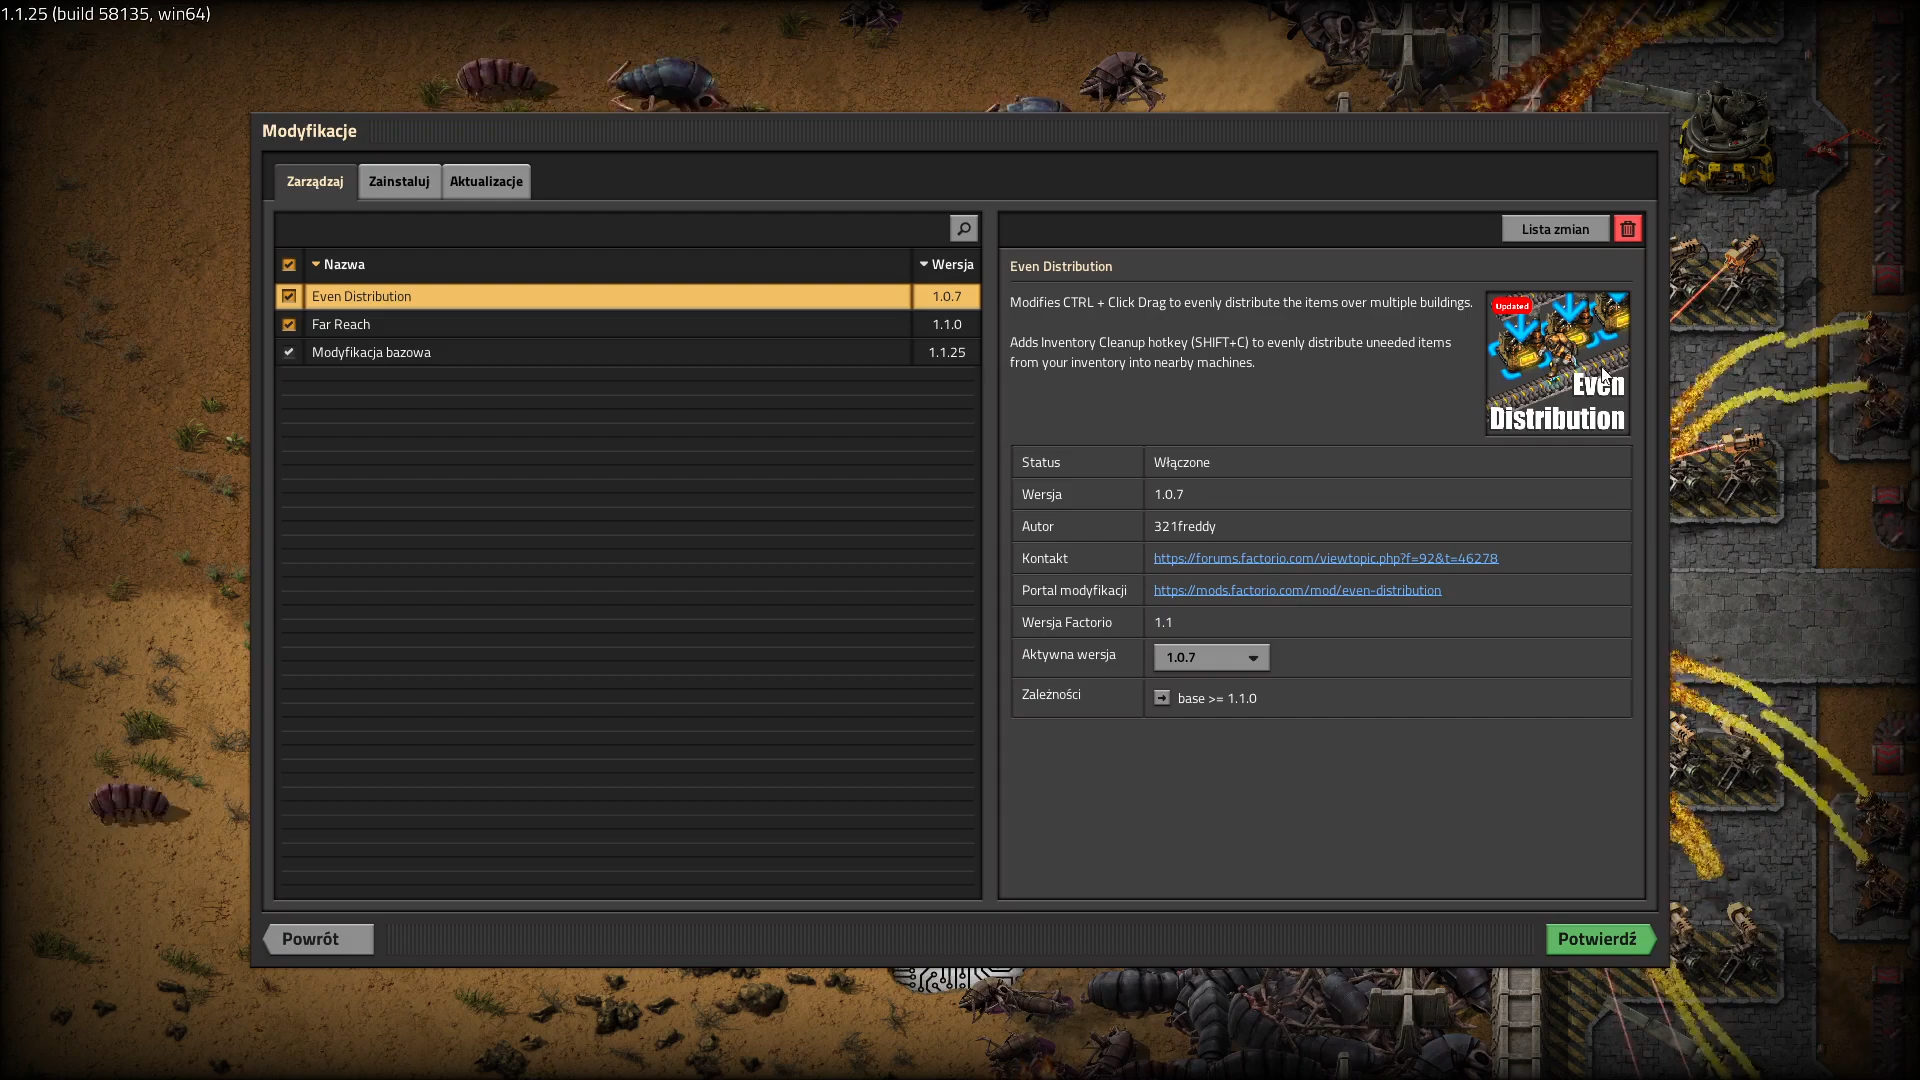 1.1.25 (build 58135, win64)
Modyfikacje
Zarządzaj
Zainstaluj
Aktualizacje
Nazwa
Wersja
Even Distribution
1.0.7
Far Reach
1.1.0
Modyfikacja bazowa
1.1.25
Lista zmian
Even Distribution
Modifies CTRL + Click Drag to evenly distribute the items over multiple buildings.
Adds Inventory Cleanup hotkey (SHIFT+C) to evenly distribute uneeded items
from your inventory into nearby machines.
Updated
Even
Distribution
Status
Włączone
Wersja
1.0.7
Autor
321freddy
Kontakt
https://forums.factorio.com/viewtopic.php?f=92&t=46278
Portal modyfikacji
https://mods.factorio.com/mod/even-distribution
Wersja Factorio
1.1
Aktywna wersja
1.0.7
Zależności
base >= 1.1.0
Powrót
Potwierdź